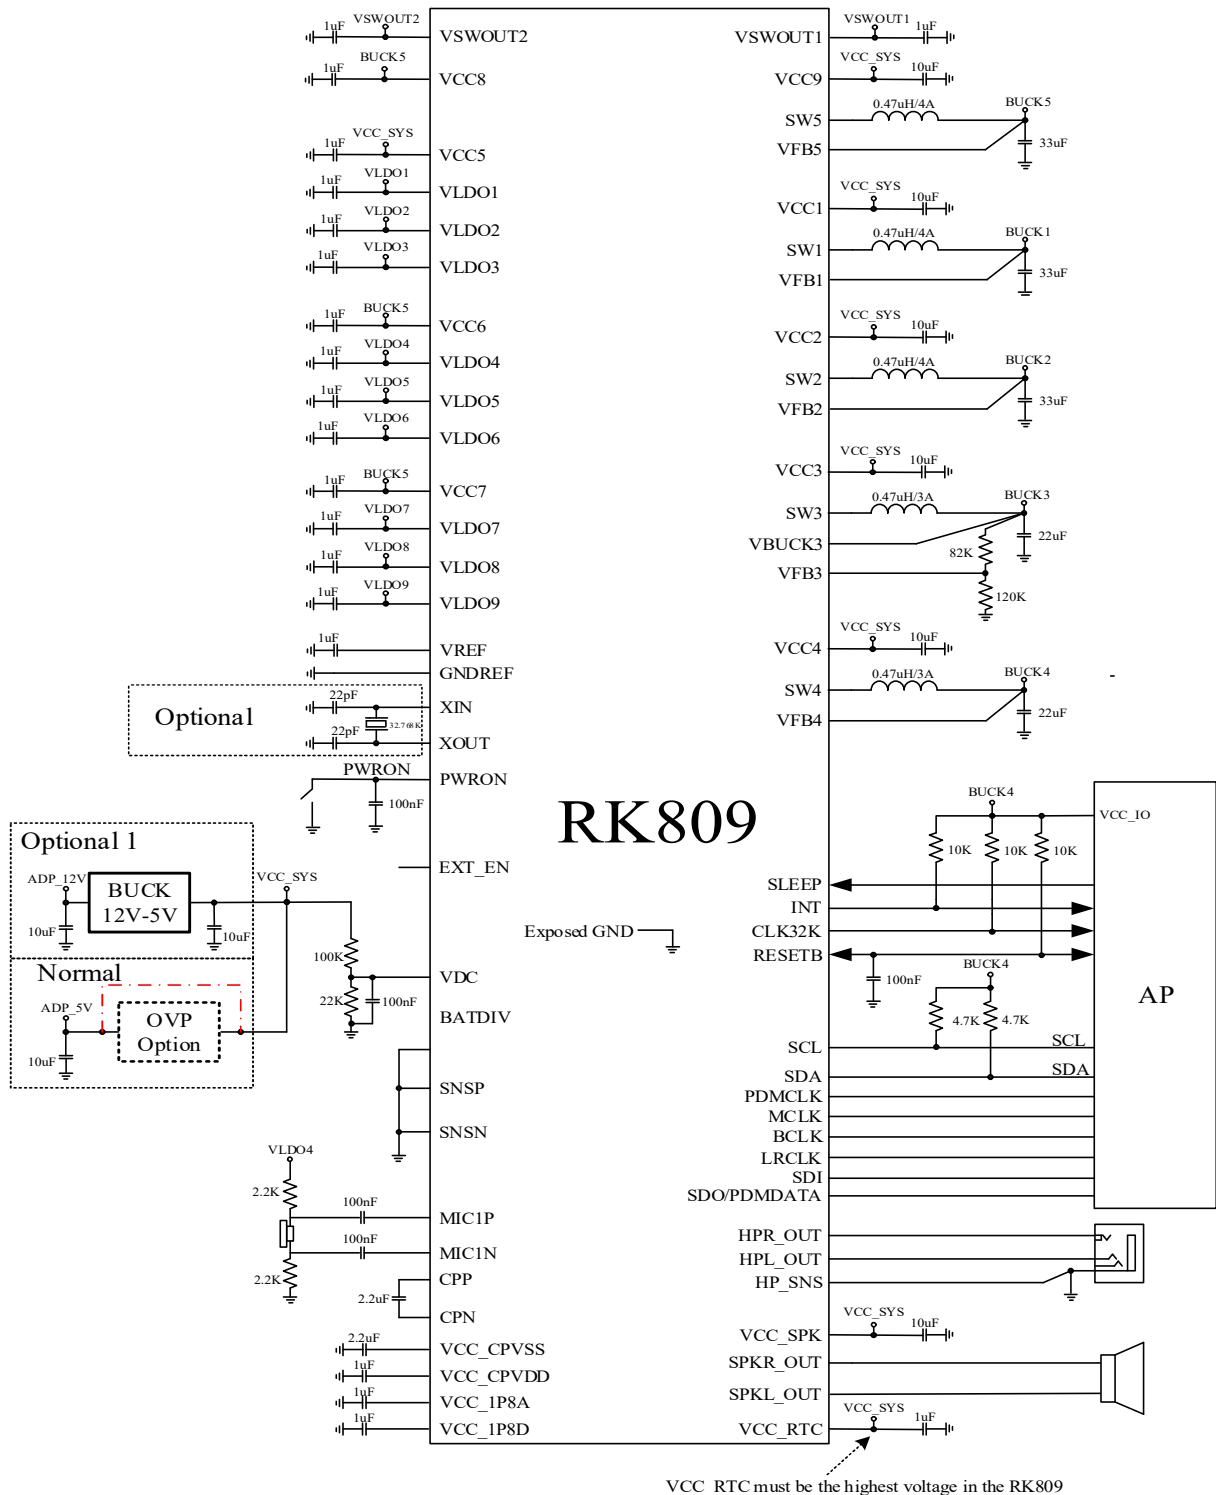 VSWOUT2
1uF
VSWOUT2
BUCK5
1uF
VCC8
VCC_SYS
1uF
VCC5
VLDO1
1uF
VLDO1
VLDO2
1uF
VLDO2
VLDO3
1uF
VLDO3
BUCK5
1uF
VCC6
VLDO4
1uF
VLDO4
VLDO5
1uF
VLDO5
VLDO6
1uF
VLDO6
BUCK5
1uF
VCC7
VLDO7
1uF
VLDO7
VLDO8
1uF
VLDO8
VLDO9
1uF
VLDO9
1uF
VREF
GNDREF
Optional
22pF
XIN
32.768K
22pF
XOUT
PWRON
PWRON
100nF
EXT_EN
Optional 1
ADP_12V
BUCK
12V-5V
VCC_SYS
10uF
10uF
Normal
ADP_5V
OVP
Option
10uF
100K
VDC
22K
100nF
BATDIV
SNSP
SNSN
VLDO4
2.2K
100nF
MIC1P
100nF
MIC1N
2.2K
CPP
2.2uF
CPN
2.2uF
VCC_CPVSS
1uF
VCC_CPVDD
1uF
VCC_1P8A
1uF
VCC_1P8D
RK809
Exposed GND
VSWOUT1
1uF
VSWOUT1
VCC_SYS
10uF
VCC9
0.47uH/4A
BUCK5
SW5
33uF
VFB5
VCC_SYS
10uF
VCC1
0.47uH/4A
BUCK1
SW1
33uF
VFB1
VCC_SYS
10uF
VCC2
0.47uH/4A
BUCK2
SW2
33uF
VFB2
VCC_SYS
10uF
VCC3
0.47uH/3A
BUCK3
SW3
22uF
VBUCK3
82K
VFB3
120K
VCC_SYS
10uF
VCC4
0.47uH/3A
BUCK4
SW4
22uF
VFB4
-
BUCK4
VCC_IO
10K
10K
10K
SLEEP
INT
CLK32K
RESETB
100nF
BUCK4
AP
4.7K
4.7K
SCL
SCL
SDA
SDA
PDMCLK
MCLK
BCLK
LRCLK
SDI
SDO/PDMDATA
HPR_OUT
HPL_OUT
HP_SNS
VCC_SYS
10uF
VCC_SPK
SPKR_OUT
SPKL_OUT
VCC_SYS
1uF
VCC_RTC
VCC_RTC must be the highest voltage in the RK809